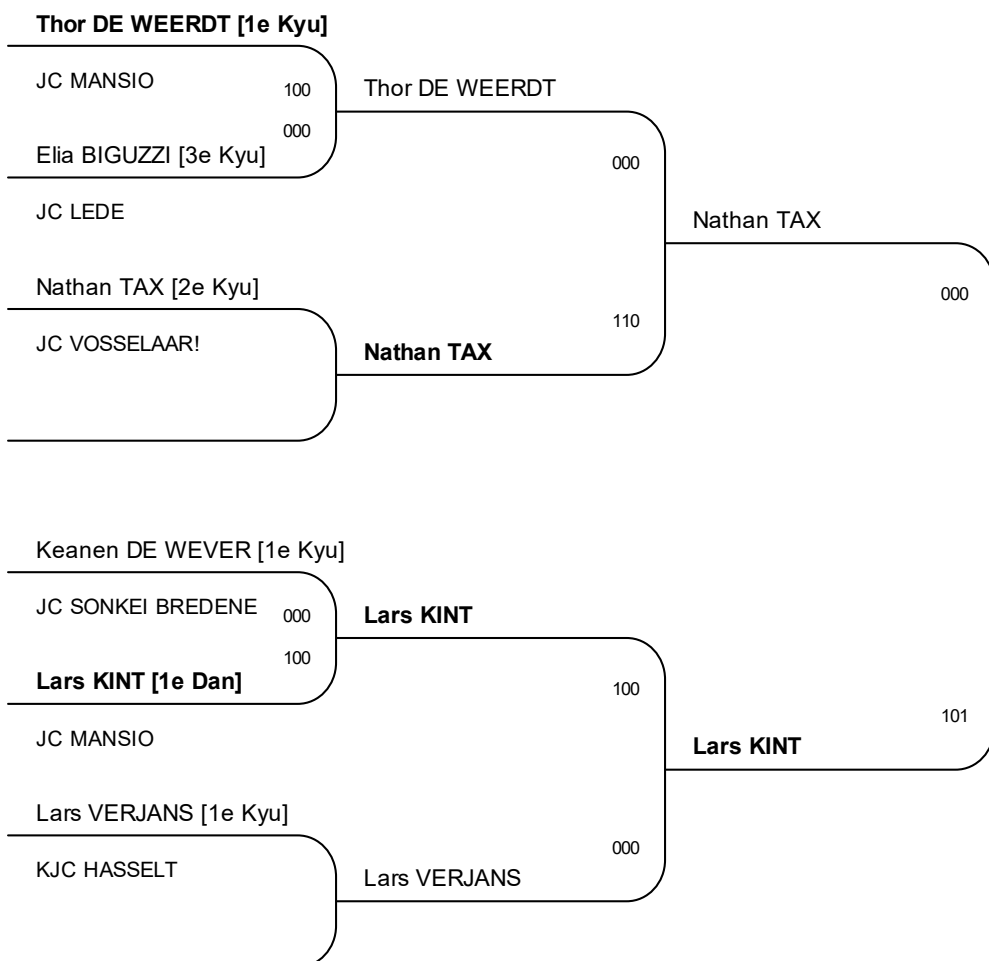 Thor DE WEERDT [1e Kyu]
JC MANSIO
100
Thor DE WEERDT
000
Elia BIGUZZI [3e Kyu]
000
JC LEDE
Nathan TAX
Nathan TAX [2e Kyu]
000
110
JC VOSSELAAR!
Nathan TAX
Keanen DE WEVER [1e Kyu]
JC SONKEI BREDENE
000
Lars KINT
100
Lars KINT [1e Dan]
100
101
JC MANSIO
Lars KINT
Lars VERJANS [1e Kyu]
000
KJC HASSELT
Lars VERJANS